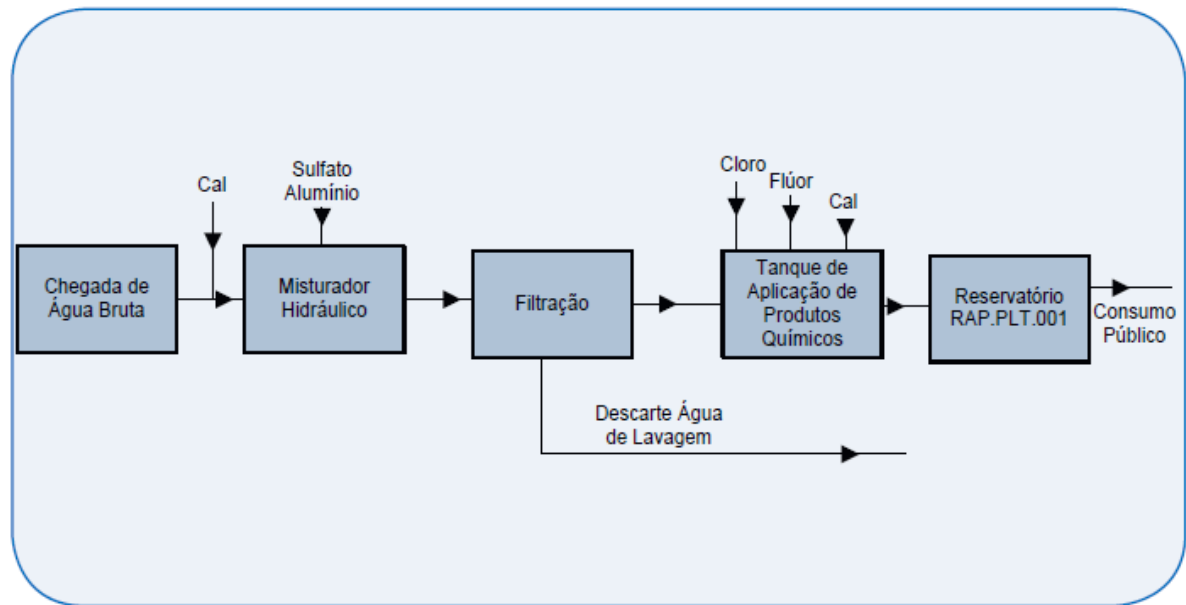 Cal
Sulfato
Alumínio
Cloro
Flúor
Cal
Chegada de
Água Bruta
Misturador
Hidráulico
Filtração
Tanque de
Aplicação de
Produtos
Químicos
Reservatório
RAP.PLT.001
Consumo
Público
Descarte Água
de Lavagem